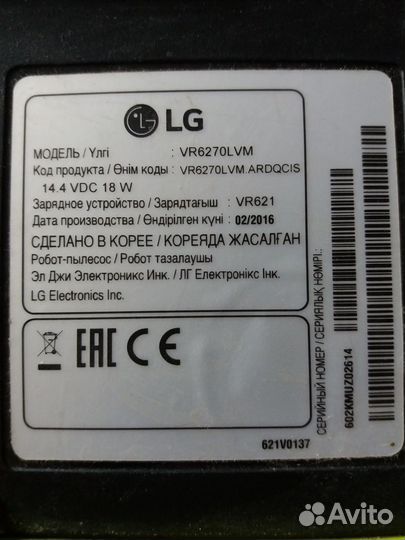 LG
МОДЕЛЬ / Үлгі : VR6270LVM
Код продукта / Өнім коды : VR6270LVM.ARDQCIS
14.4 VDC 18 W
Зарядное устройство / Зарядтағыш : VR621
Дата производства / Өндірілген күні : 02/2016
СДЕЛАНО В КОРЕЕ / КОРЕЯДА ЖАСАЛҒАН
Робот-пылесос / Робот тазалаушы
Эл Джи Электроникс Инк. / ЛГ Електронікс Інк.
LG Electronics Inc.
EAC CE
621V0137
СЕРИЙНЫЙ НОМЕР / СЕРИЯЛЫҚ НӨМІРІ.:
602KMUZ02614
Avito